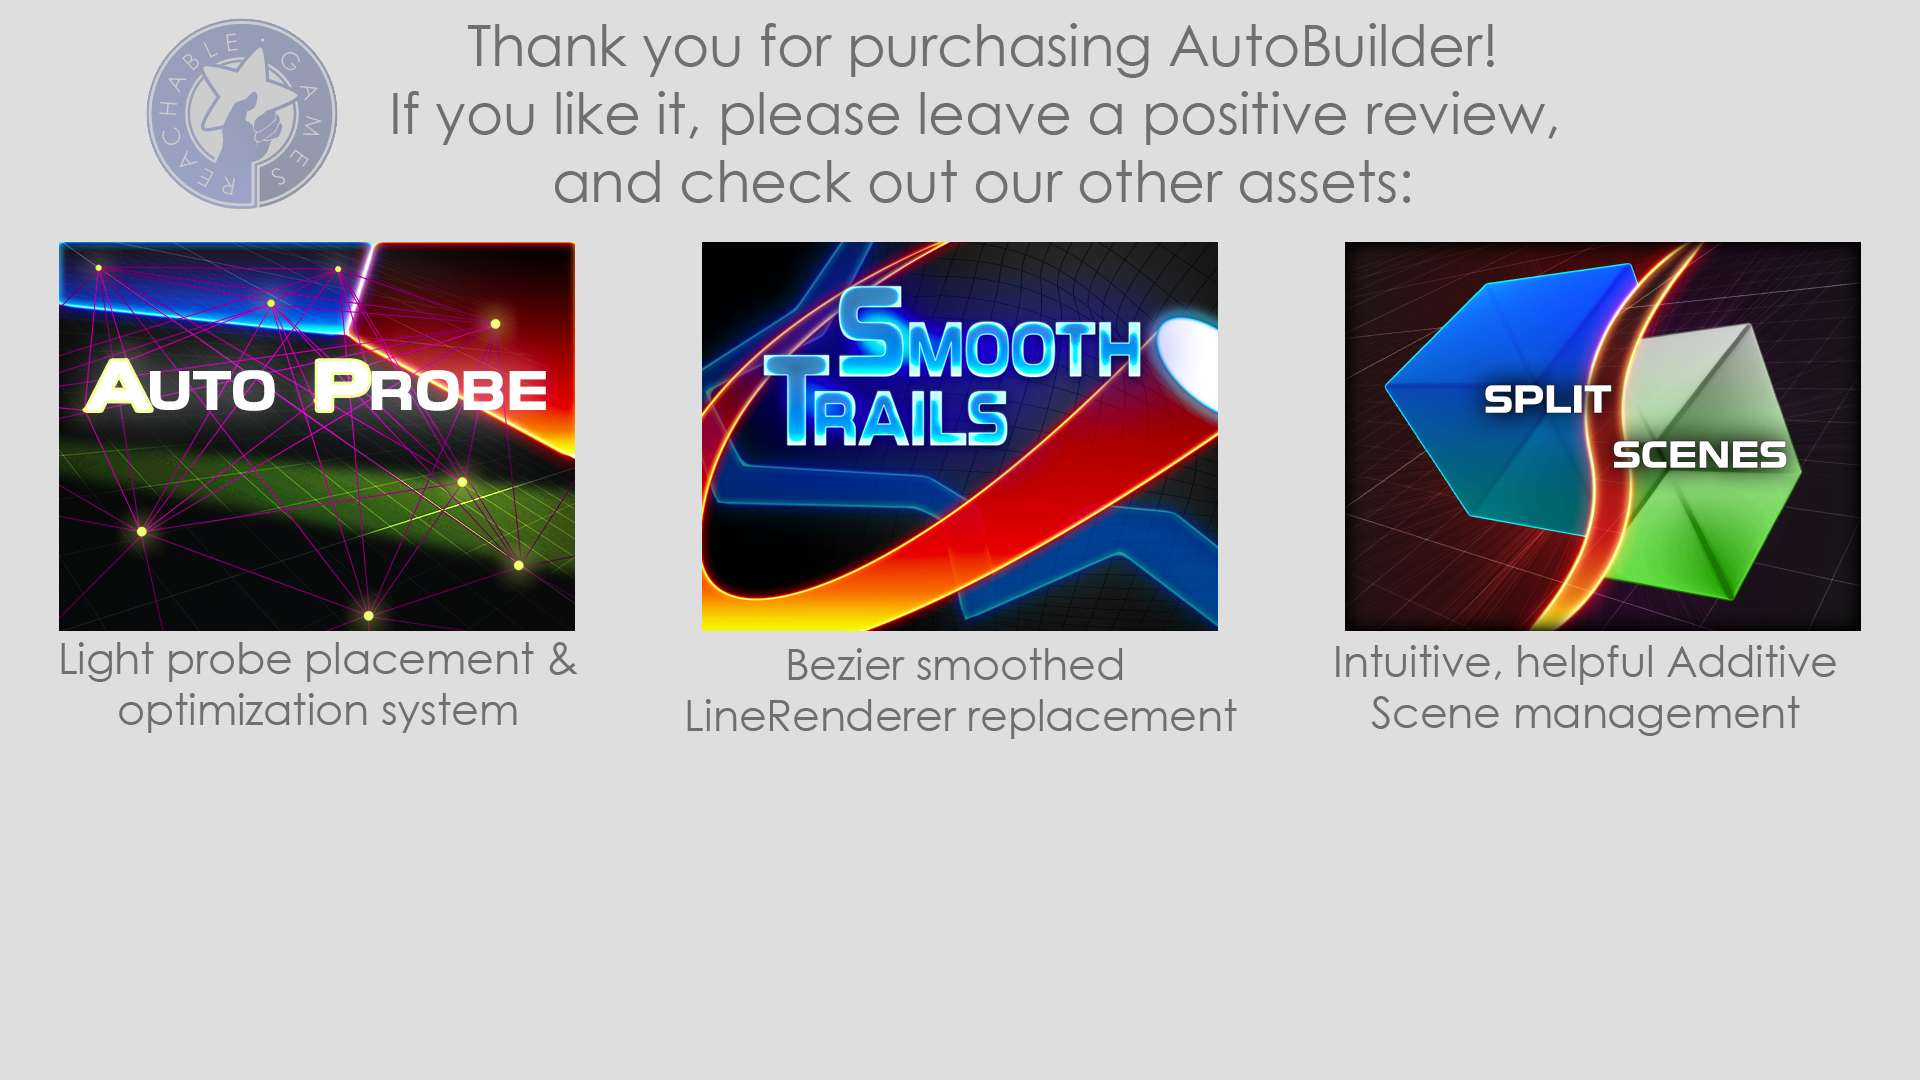 REACHABLE · GAMES
Thank you for purchasing AutoBuilder!
If you like it, please leave a positive review,
and check out our other assets:
AUTO PROBE
SMOOTH
TRAILS
SPLIT
SCENES
Light probe placement &
optimization system
Bezier smoothed
LineRenderer replacement
Intuitive, helpful Additive
Scene management